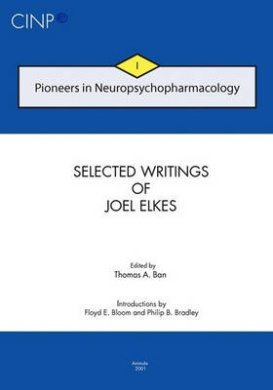 CINP
I
Pioneers in Neuropsychopharmacology
SELECTED WRITINGS
OF
JOEL ELKES
Edited by
Thomas A. Ban
Introductions by
Floyd E. Bloom and Philip B. Bradley
Animula
2001